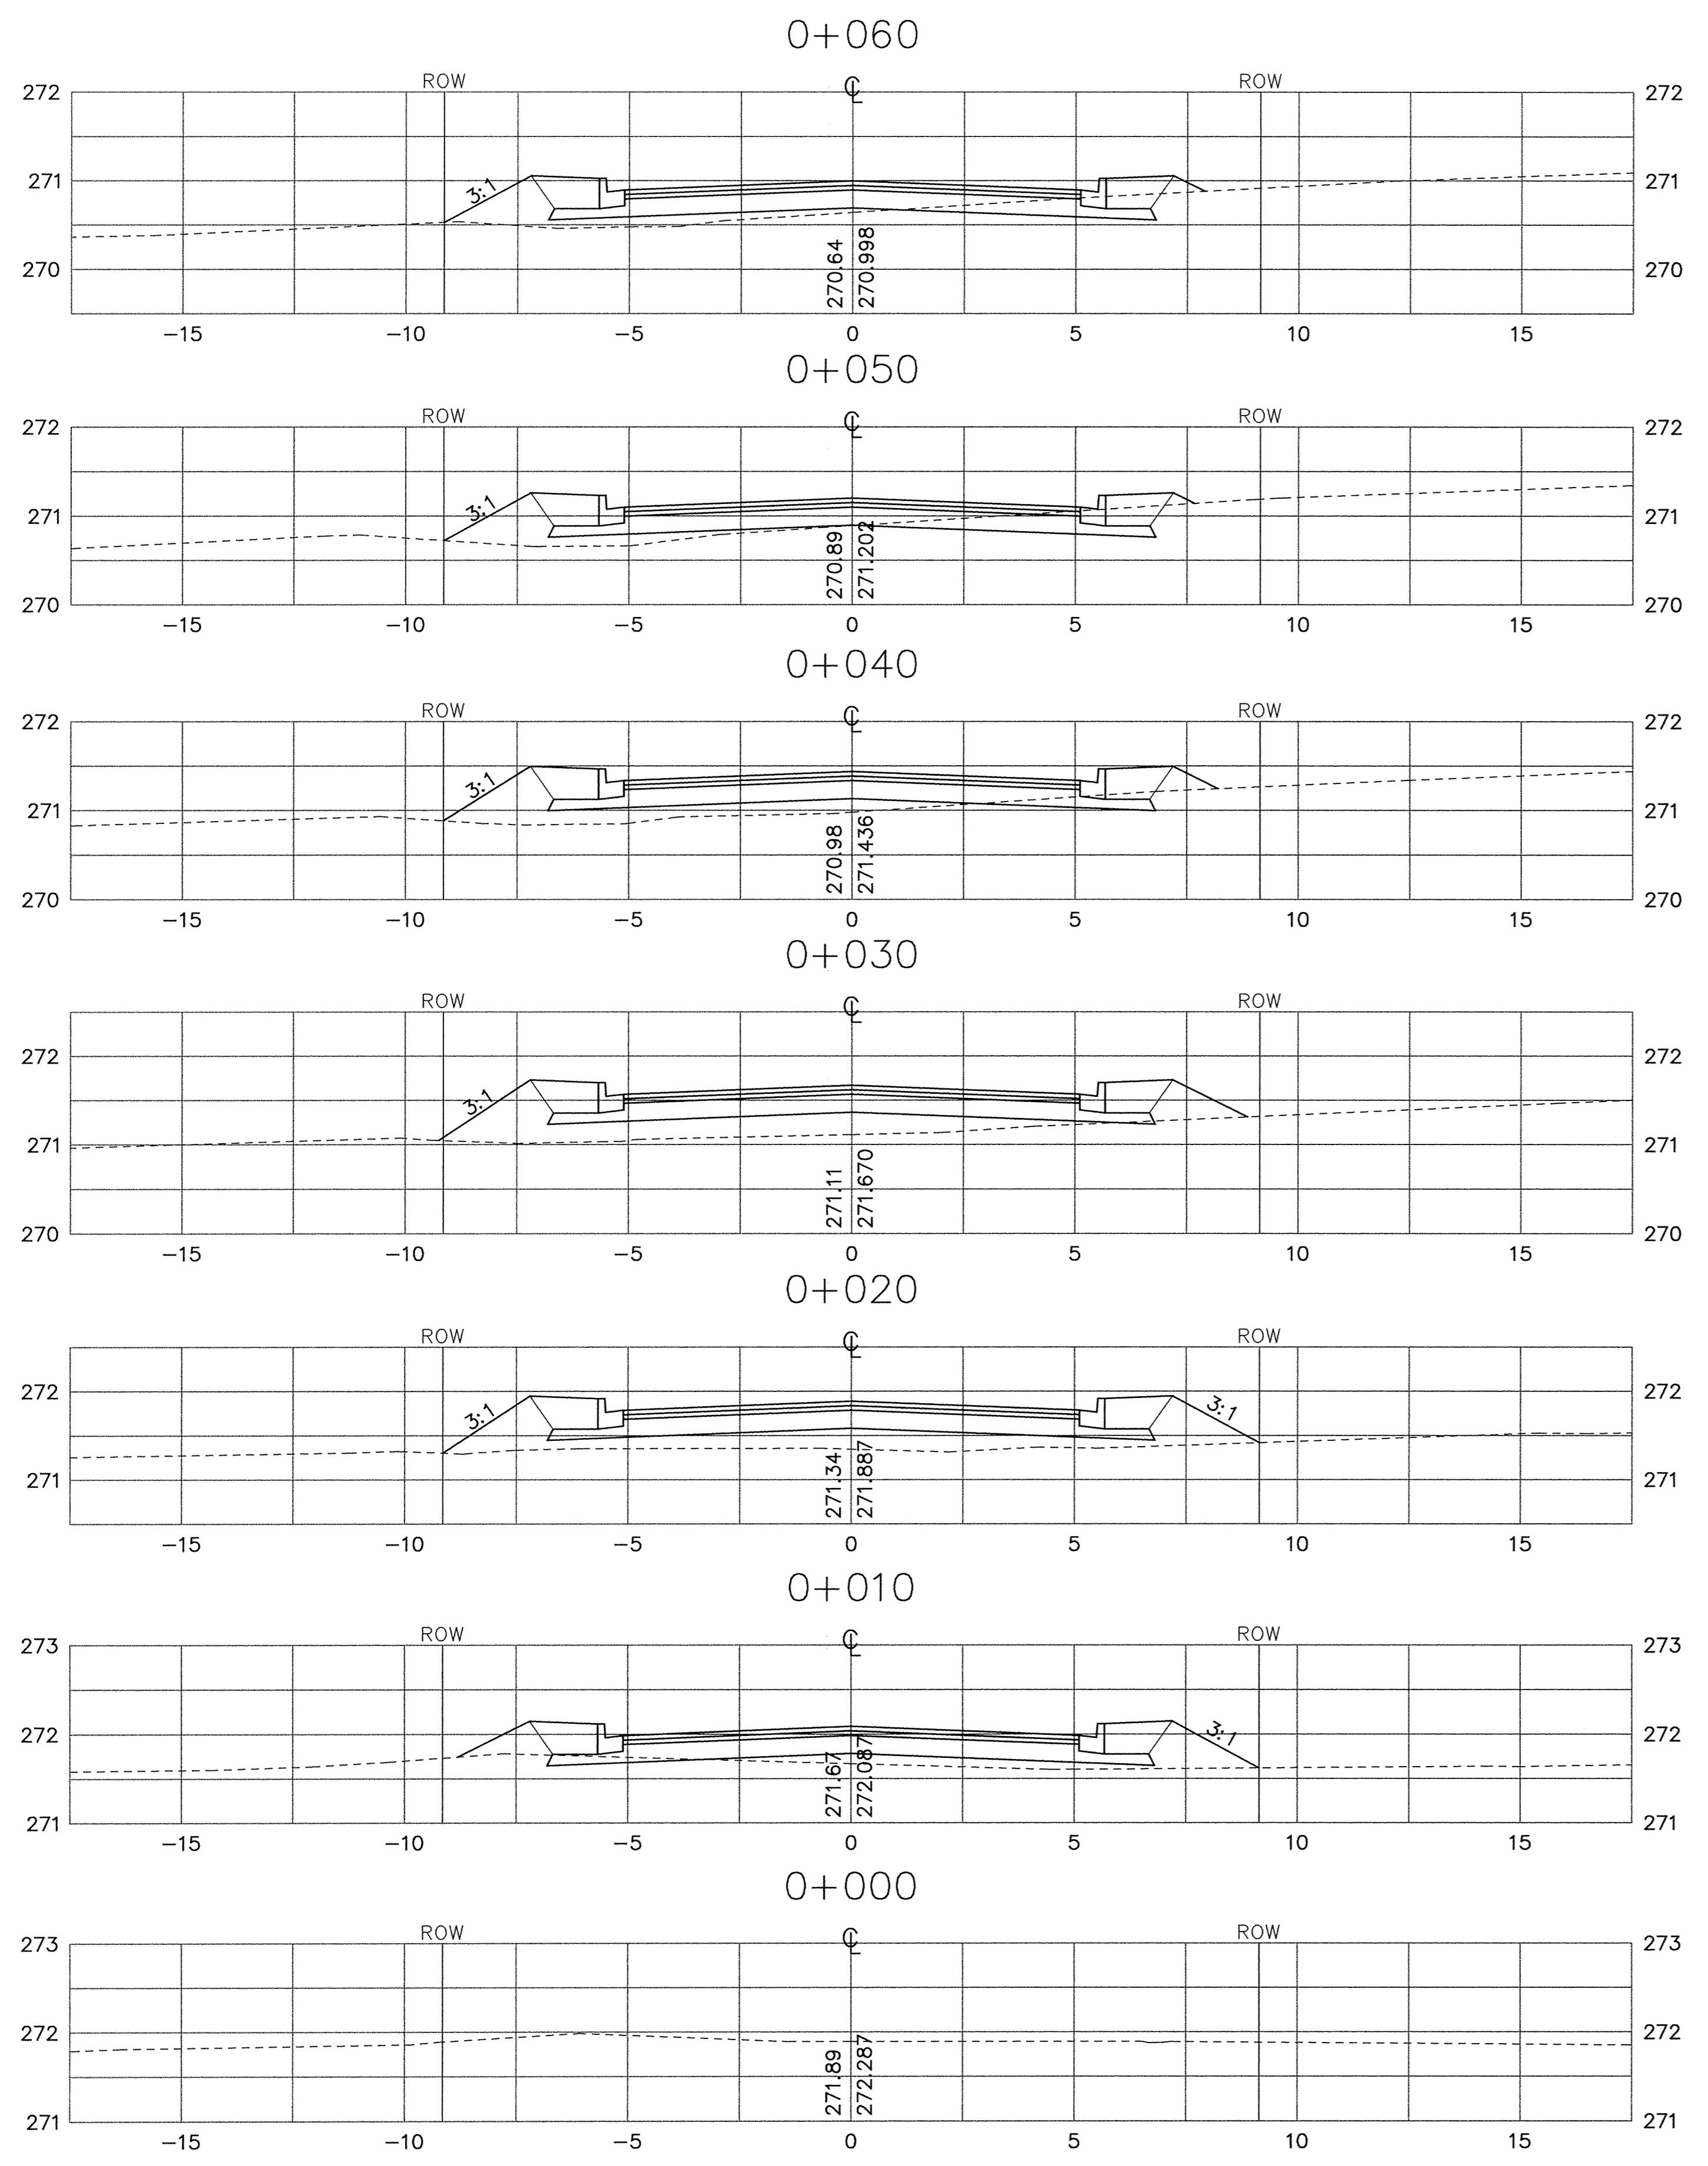 0+060
ROW ℄ ROW
272 272
271 3:1 271
270 270.64 270.998 270
−15 −10 −5 0 5 10 15
0+050
ROW ℄ ROW
272 272
271 3:1 271
270.89 271.202
270 270
−15 −10 −5 0 5 10 15
0+040
ROW ℄ ROW
272 272
3:1
271 271
270.98 271.436
270 270
−15 −10 −5 0 5 10 15
0+030
ROW ℄ ROW
272 272
3:1
271 271
271.11 271.670
270 270
−15 −10 −5 0 5 10 15
0+020
ROW ℄ ROW
272 272
3:1 3:1
271 271.34 271.887 271
−15 −10 −5 0 5 10 15
0+010
ROW ℄ ROW
273 273
272 3:1 272
271.67 272.087
271 271
−15 −10 −5 0 5 10 15
0+000
ROW ℄ ROW
273 273
272 272
271.89 272.287
271 271
−15 −10 −5 0 5 10 15